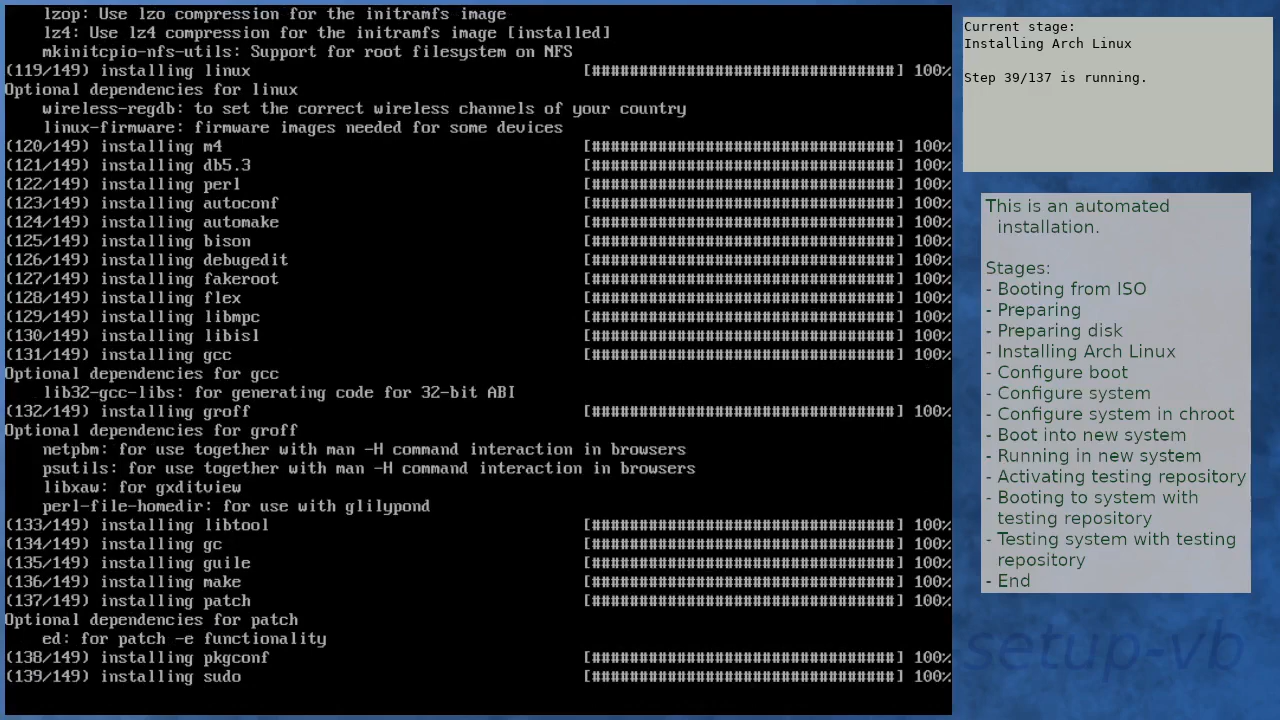 lzop: Use lzo compression for the initramfs image
lz4: Use lz4 compression for the initramfs image [installed]
mkinitcpio-nfs-utils: Support for root filesystem on NFS
(119/149) installing linux [################################] 100%
Optional dependencies for linux
wireless-regdb: to set the correct wireless channels of your country
linux-firmware: firmware images needed for some devices
(120/149) installing m4 [################################] 100%
(121/149) installing db5.3 [################################] 100%
(122/149) installing perl [################################] 100%
(123/149) installing autoconf [################################] 100%
(124/149) installing automake [################################] 100%
(125/149) installing bison [################################] 100%
(126/149) installing debugedit [################################] 100%
(127/149) installing fakeroot [################################] 100%
(128/149) installing flex [################################] 100%
(129/149) installing libmpc [################################] 100%
(130/149) installing libisl [################################] 100%
(131/149) installing gcc [################################] 100%
Optional dependencies for gcc
lib32-gcc-libs: for generating code for 32-bit ABI
(132/149) installing groff [################################] 100%
Optional dependencies for groff
netpbm: for use together with man -H command interaction in browsers
psutils: for use together with man -H command interaction in browsers
libxaw: for gxditview
perl-file-homedir: for use with glilypond
(133/149) installing libtool [################################] 100%
(134/149) installing gc [################################] 100%
(135/149) installing guile [################################] 100%
(136/149) installing make [################################] 100%
(137/149) installing patch [################################] 100%
Optional dependencies for patch
ed: for patch -e functionality
(138/149) installing pkgconf [################################] 100%
(139/149) installing sudo [################################] 100%
Current stage:
Installing Arch Linux
Step 39/137 is running.
This is an automated
installation.
Stages:
- Booting from ISO
- Preparing
- Preparing disk
- Installing Arch Linux
- Configure boot
- Configure system
- Configure system in chroot
- Boot into new system
- Running in new system
- Activating testing repository
- Booting to system with
testing repository
- Testing system with testing
repository
- End
setup-vb